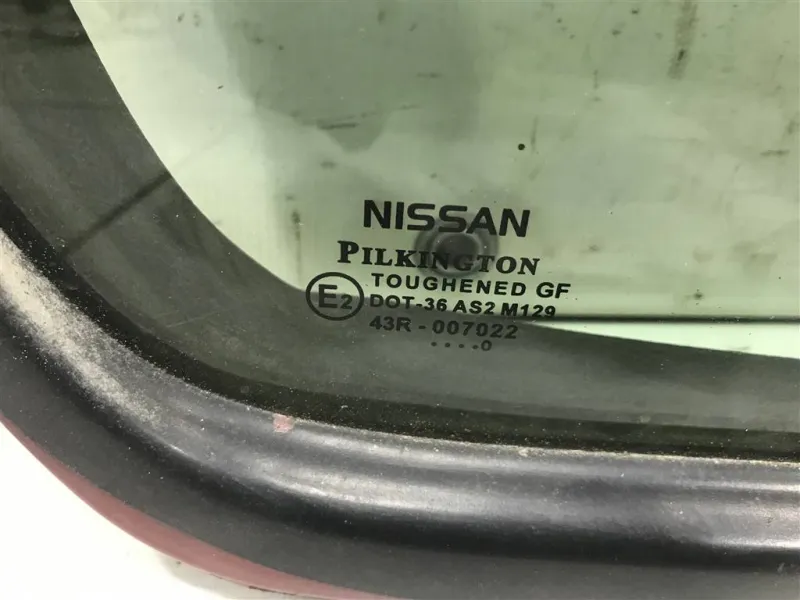 NISSAN
PILKINGTON
TOUGHENED GF
E2
DOT-36 AS2 M129
43R - 007022
....0